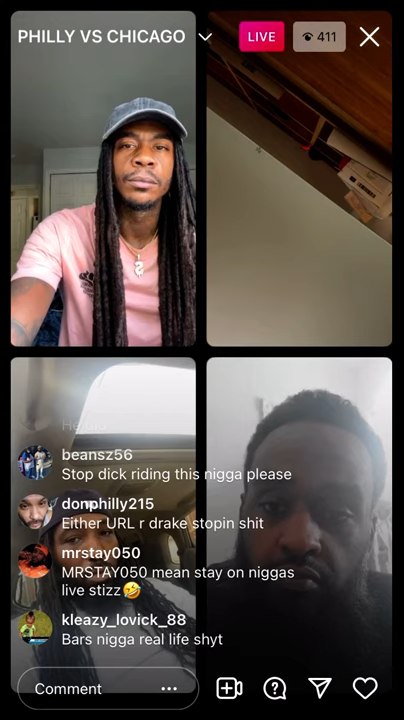 PHILLY VS CHICAGO
LIVE
411
beansz56
Stop dick riding this nigga please
donphilly215
Either URL r drake stopin shit
mrstay050
MRSTAY050 mean stay on niggas
live stizz🤣
kleazy_lovick_88
Bars nigga real life shyt
Comment